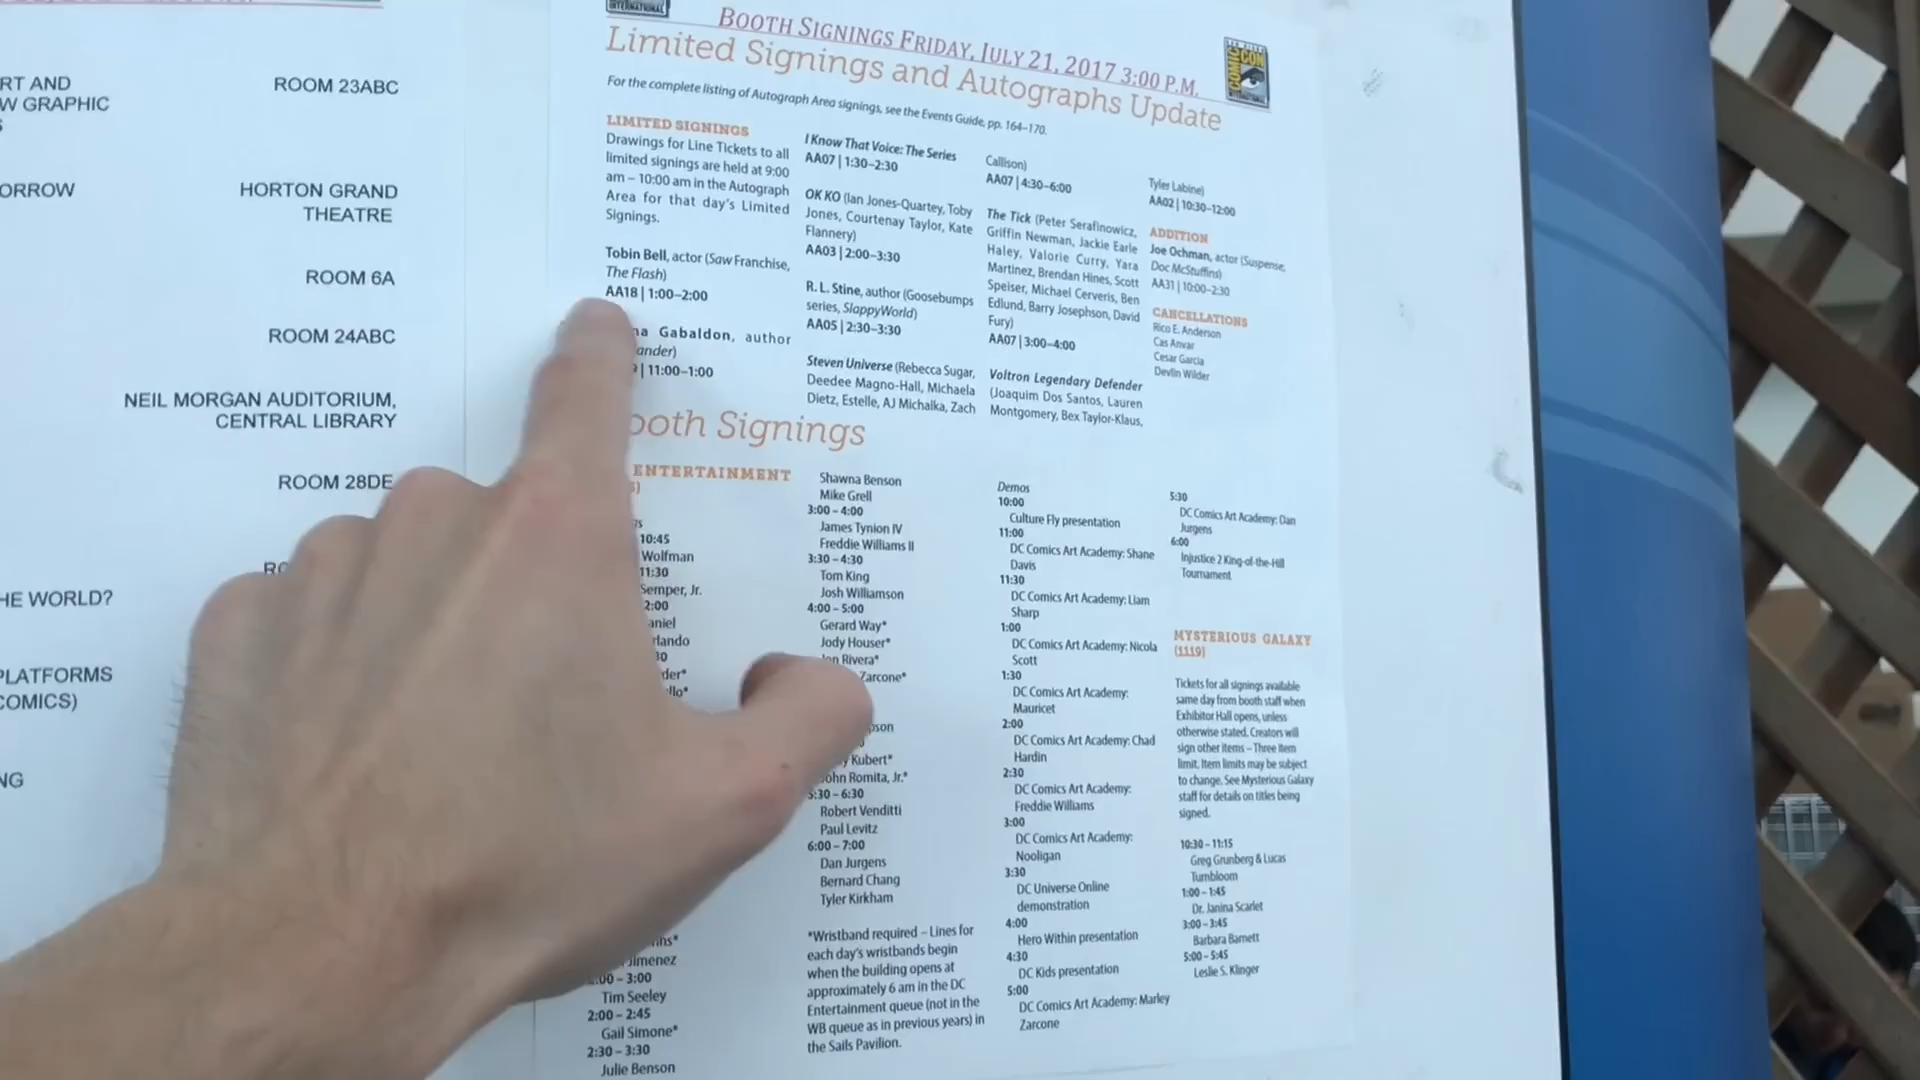 RT AND
W GRAPHIC
ROOM 23ABC
ORROW
HORTON GRAND
THEATRE
ROOM 6A
ROOM 24ABC
NEIL MORGAN AUDITORIUM,
CENTRAL LIBRARY
ROOM 28DE
HE WORLD?
PLATFORMS
COMICS)
NG
INTERNATIONAL
BOOTH SIGNINGS FRIDAY, JULY 21, 2017 3:00 P.M.
COMIC CON
Limited Signings and Autographs Update
For the complete listing of Autograph Area signings, see the Events Guide, pp. 164–170.
LIMITED SIGNINGS
Drawings for Line Tickets to all
limited signings are held at 9:00
am – 10:00 am in the Autograph
Area for that day's Limited
Signings.
Tobin Bell, actor (Saw Franchise,
The Flash)
AA18 | 1:00–2:00
na Gabaldon, author
ander)
| 11:00–1:00
I Know That Voice: The Series
AA07 | 1:30–2:30
OK KO (Ian Jones-Quartey, Toby
Jones, Courtenay Taylor, Kate
Flannery)
AA03 | 2:00–3:30
R. L. Stine, author (Goosebumps
series, SlappyWorld)
AA05 | 2:30–3:30
Steven Universe (Rebecca Sugar,
Deedee Magno-Hall, Michaela
Dietz, Estelle, AJ Michalka, Zach
Callison)
AA07 | 4:30–6:00
The Tick (Peter Serafinowicz,
Griffin Newman, Jackie Earle
Haley, Valorie Curry, Yara
Martinez, Brendan Hines, Scott
Speiser, Michael Cerveris, Ben
Edlund, Barry Josephson, David
Fury)
AA07 | 3:00–4:00
Voltron Legendary Defender
(Joaquim Dos Santos, Lauren
Montgomery, Bex Taylor-Klaus,
Tyler Labine)
AA02 | 10:30–12:00
ADDITION
Joe Ochman, actor (Suspense,
Doc McStuffins)
AA31 | 10:00–2:30
CANCELLATIONS
Rico E. Anderson
Cas Anvar
Cesar Garcia
Devlin Wilder
ooth Signings
ENTERTAINMENT
10:45
Wolfman
11:30
Semper, Jr.
2:00
aniel
rlando
30
der*
llo*
Jimenez
2:00 – 3:00
Tim Seeley
2:00 – 2:45
Gail Simone*
2:30 – 3:30
Julie Benson
Shawna Benson
Mike Grell
3:00 – 4:00
James Tynion IV
Freddie Williams II
3:30 – 4:30
Tom King
Josh Williamson
4:00 – 5:00
Gerard Way*
Jody Houser*
on Rivera*
Zarcone*
pson
y Kubert*
John Romita, Jr.*
5:30 – 6:30
Robert Venditti
Paul Levitz
6:00 – 7:00
Dan Jurgens
Bernard Chang
Tyler Kirkham
*Wristband required – Lines for
each day's wristbands begin
when the building opens at
approximately 6 am in the DC
Entertainment queue (not in the
WB queue as in previous years) in
the Sails Pavilion.
Demos
10:00
Culture Fly presentation
11:00
DC Comics Art Academy: Shane
Davis
11:30
DC Comics Art Academy: Liam
Sharp
1:00
DC Comics Art Academy: Nicola
Scott
1:30
DC Comics Art Academy:
Mauricet
2:00
DC Comics Art Academy: Chad
Hardin
2:30
DC Comics Art Academy:
Freddie Williams
3:00
DC Comics Art Academy:
Nooligan
3:30
DC Universe Online
demonstration
4:00
Hero Within presentation
4:30
DC Kids presentation
5:00
DC Comics Art Academy: Marley
Zarcone
5:30
DC Comics Art Academy: Dan
Jurgens
6:00
Injustice 2 King-of-the-Hill
Tournament
MYSTERIOUS GALAXY
(1119)
Tickets for all signings available
same day from booth staff when
Exhibitor Hall opens, unless
otherwise stated. Creators will
sign other items – Three item
limit. Item limits may be subject
to change. See Mysterious Galaxy
staff for details on titles being
signed.
10:30 – 11:15
Greg Grunberg & Lucas
Turnbloom
1:00 – 1:45
Dr. Janina Scarlet
3:00 – 3:45
Barbara Barnett
5:00 – 5:45
Leslie S. Klinger